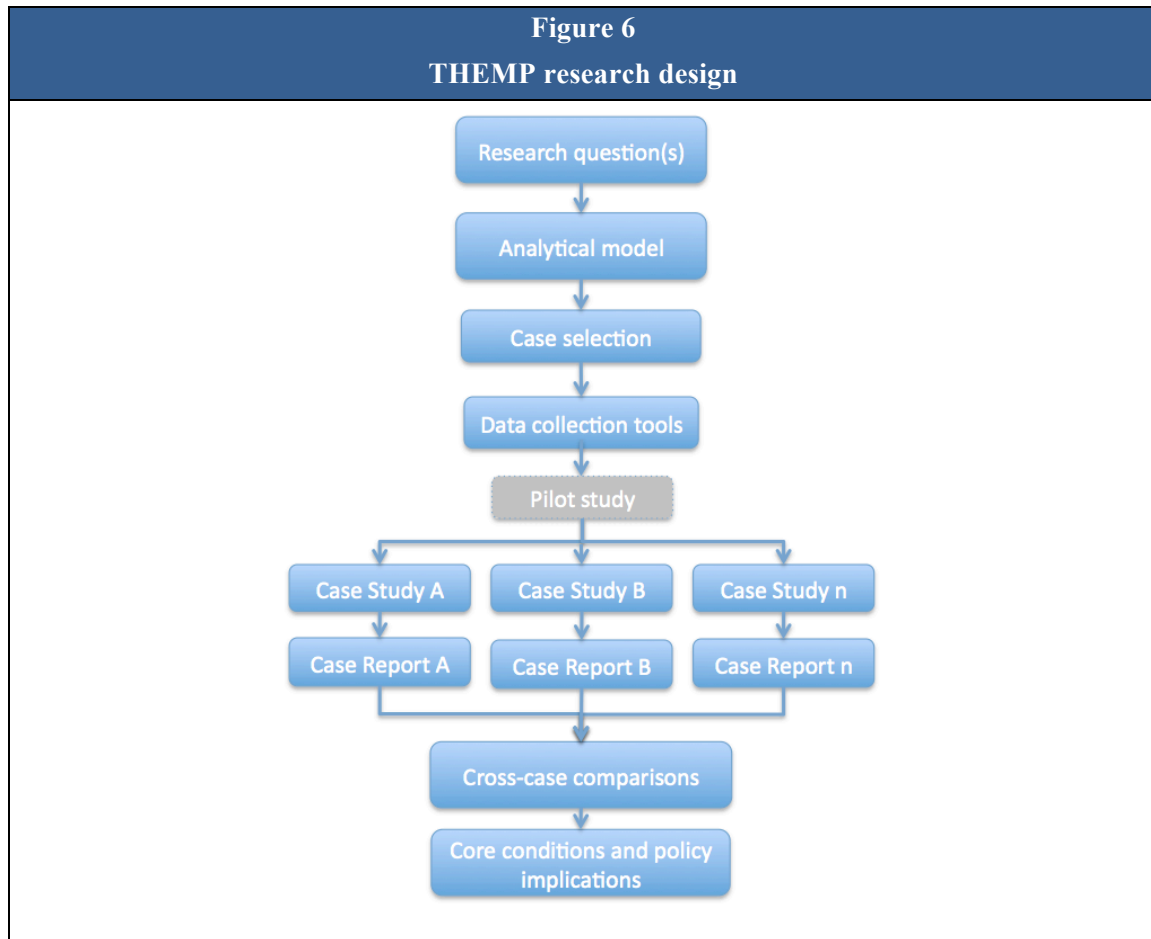 Figure 6
THEMP research design
Research question(s)
Analytical model
Case selection
Data collection tools
Pilot study
Case Study A
Case Study B
Case Study n
Case Report A
Case Report B
Case Report n
Cross-case comparisons
Core conditions and policy
implications